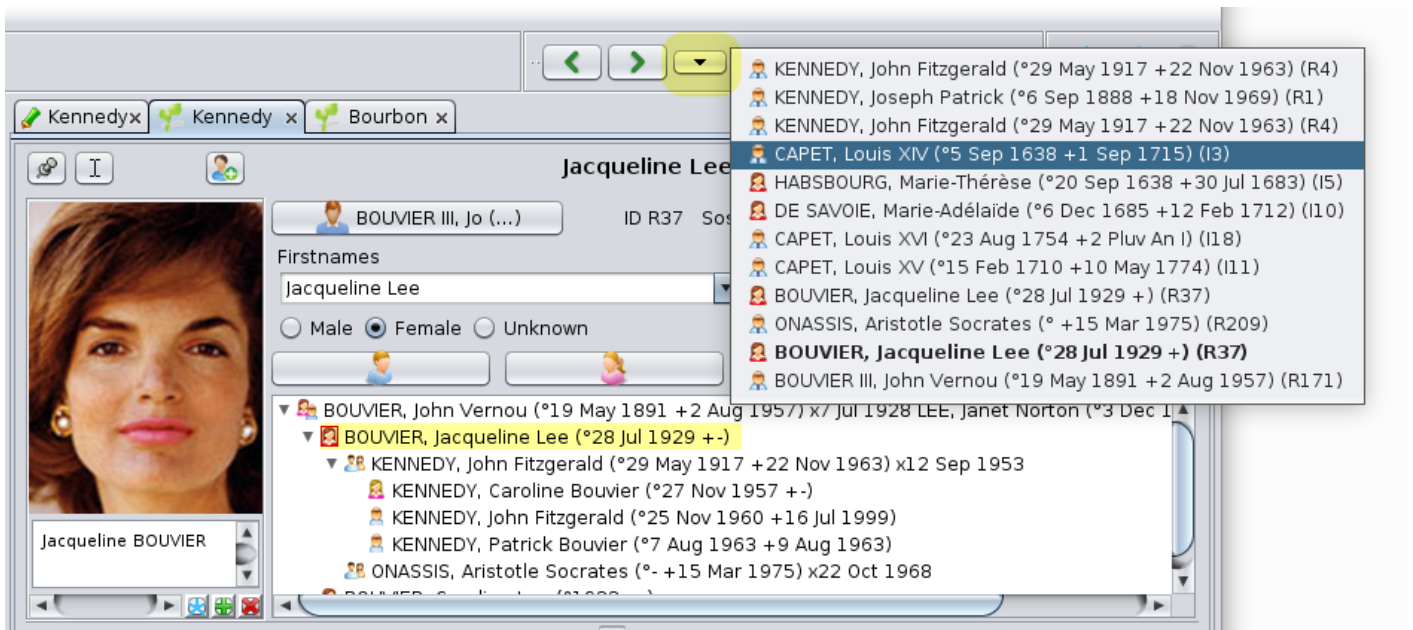 KENNEDY, John Fitzgerald (°29 May 1917 +22 Nov 1963) (R4)
KENNEDY, Joseph Patrick (°6 Sep 1888 +18 Nov 1969) (R1)
KENNEDY, John Fitzgerald (°29 May 1917 +22 Nov 1963) (R4)
CAPET, Louis XIV (°5 Sep 1638 +1 Sep 1715) (I3)
HABSBOURG, Marie-Thérèse (°20 Sep 1638 +30 Jul 1683) (I5)
DE SAVOIE, Marie-Adélaïde (°6 Dec 1685 +12 Feb 1712) (I10)
CAPET, Louis XVI (°23 Aug 1754 +2 Pluv An I) (I18)
CAPET, Louis XV (°15 Feb 1710 +10 May 1774) (I11)
BOUVIER, Jacqueline Lee (°28 Jul 1929 +) (R37)
ONASSIS, Aristotle Socrates (° +15 Mar 1975) (R209)
BOUVIER, Jacqueline Lee (°28 Jul 1929 +) (R37)
BOUVIER III, John Vernou (°19 May 1891 +2 Aug 1957) (R171)
Kennedy x Kennedy x Bourbon x
Jacqueline Lee
BOUVIER III, Jo (...) ID R37 Sos
Firstnames
Jacqueline Lee
Male Female Unknown
BOUVIER, John Vernou (°19 May 1891 +2 Aug 1957) x7 Jul 1928 LEE, Janet Norton (°3 Dec 1
BOUVIER, Jacqueline Lee (°28 Jul 1929 +-)
KENNEDY, John Fitzgerald (°29 May 1917 +22 Nov 1963) x12 Sep 1953
KENNEDY, Caroline Bouvier (°27 Nov 1957 +-)
KENNEDY, John Fitzgerald (°25 Nov 1960 +16 Jul 1999)
KENNEDY, Patrick Bouvier (°7 Aug 1963 +9 Aug 1963)
ONASSIS, Aristotle Socrates (°- +15 Mar 1975) x22 Oct 1968
Jacqueline BOUVIER